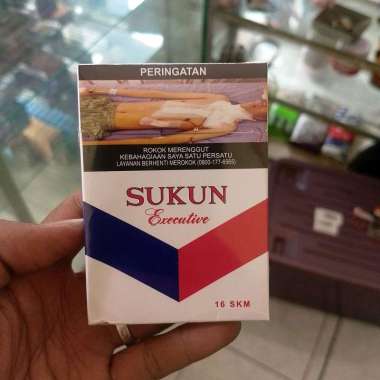 PERINGATAN
ROKOK MERENGGUT
KEBAHAGIAAN SAYA SATU PERSATU
LAYANAN BERHENTI MEROKOK (0800-177-6565)
SUKUN
Executive
16 SKM